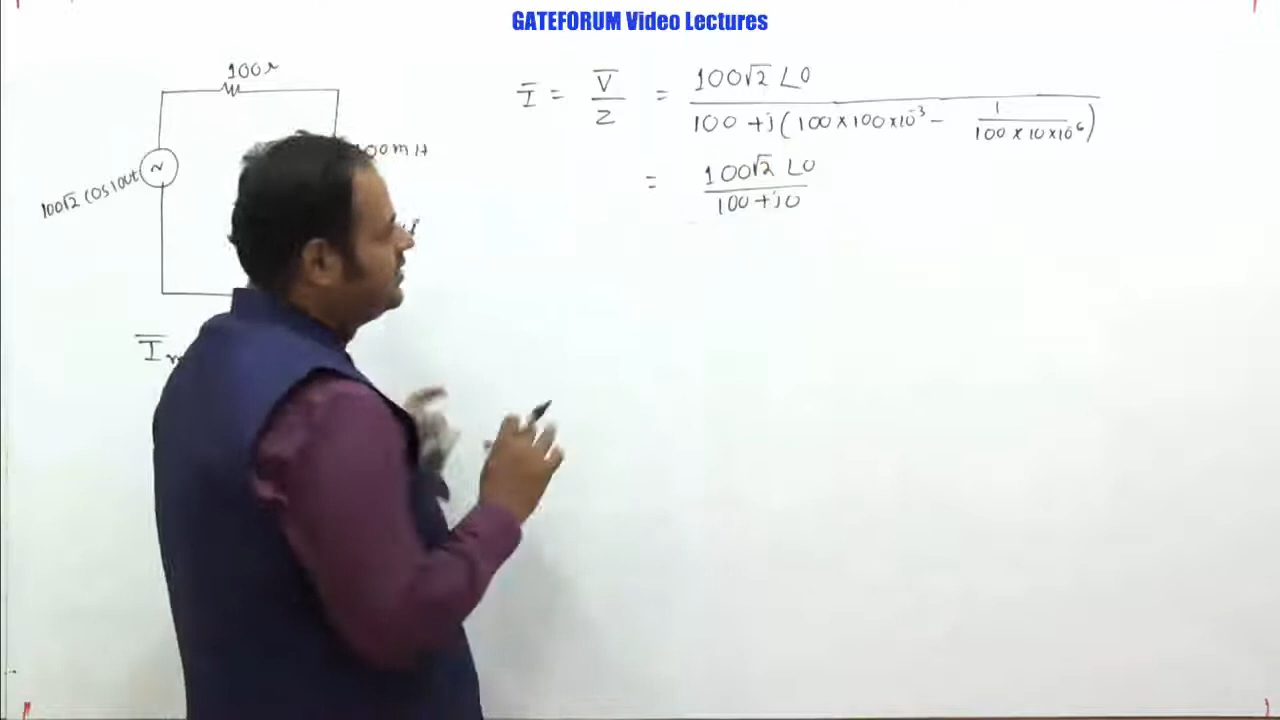 GATEFORUM Video Lectures
100Ω
100√2 cos100t
00mH
Ī = V̄/Z = 100√2 ∠0 / 100 + j(100×100×10⁻³ − 1/100×10×10⁻⁶)
= 100√2 ∠0 / 100 + j0
Ī